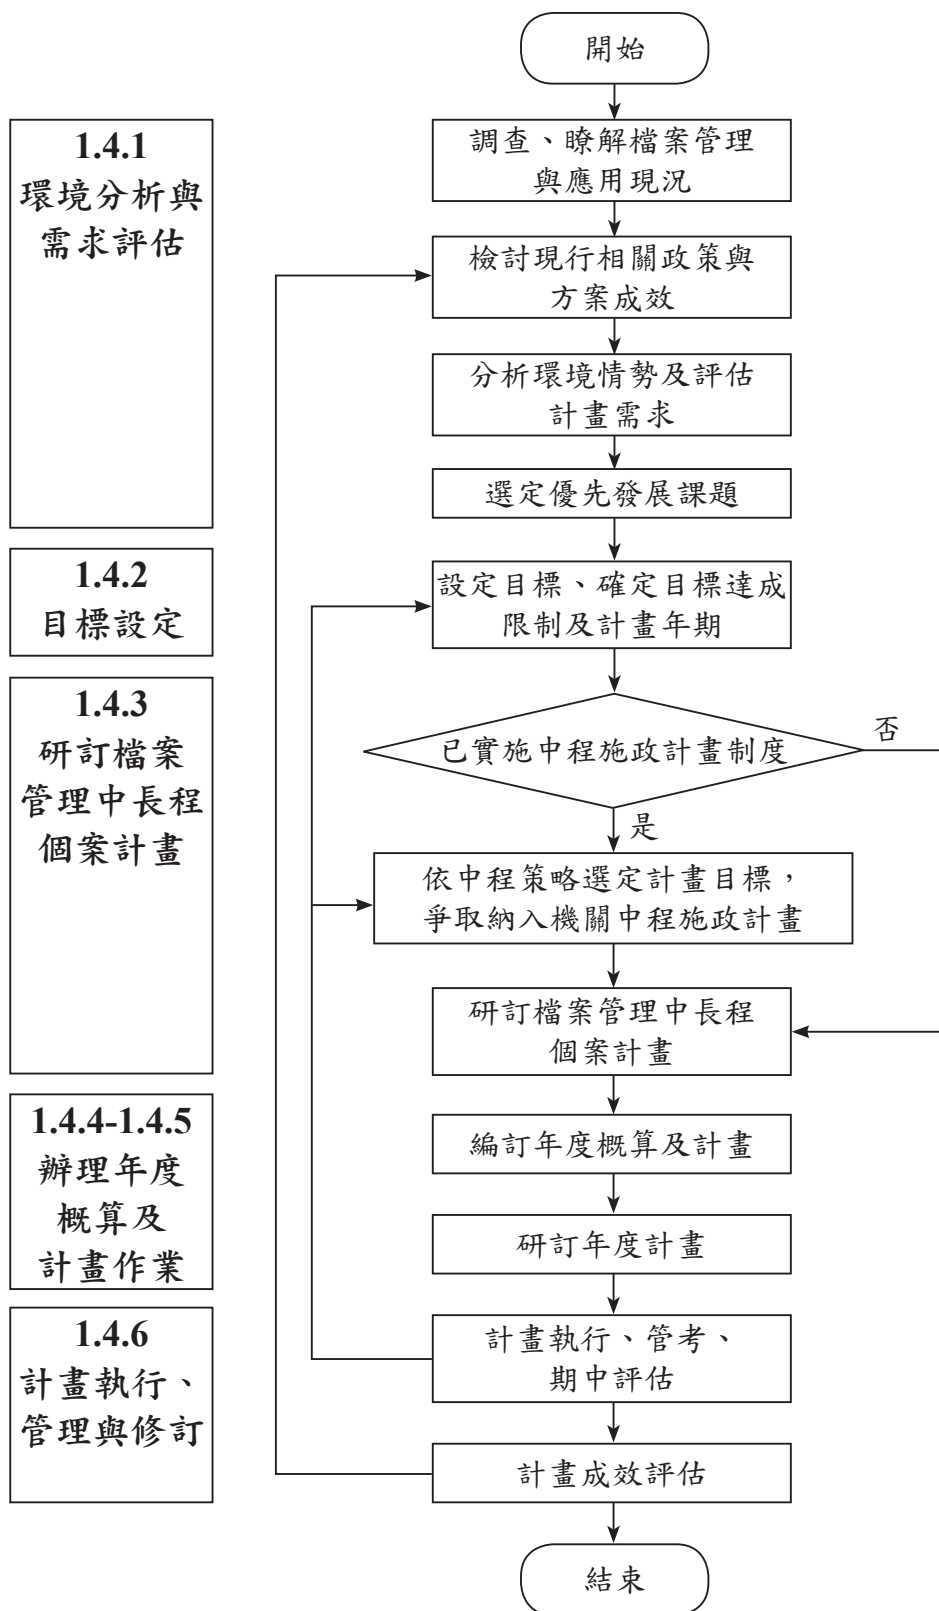 開始
1.4.1
環境分析與
需求評估
調查、瞭解檔案管理
與應用現況
檢討現行相關政策與
方案成效
分析環境情勢及評估
計畫需求
選定優先發展課題
1.4.2
目標設定
設定目標、確定目標達成
限制及計畫年期
1.4.3
研訂檔案
管理中長程
個案計畫
已實施中程施政計畫制度
否
是
依中程策略選定計畫目標，
爭取納入機關中程施政計畫
研訂檔案管理中長程
個案計畫
1.4.4-1.4.5
辦理年度
概算及
計畫作業
編訂年度概算及計畫
研訂年度計畫
1.4.6
計畫執行、
管理與修訂
計畫執行、管考、
期中評估
計畫成效評估
結束